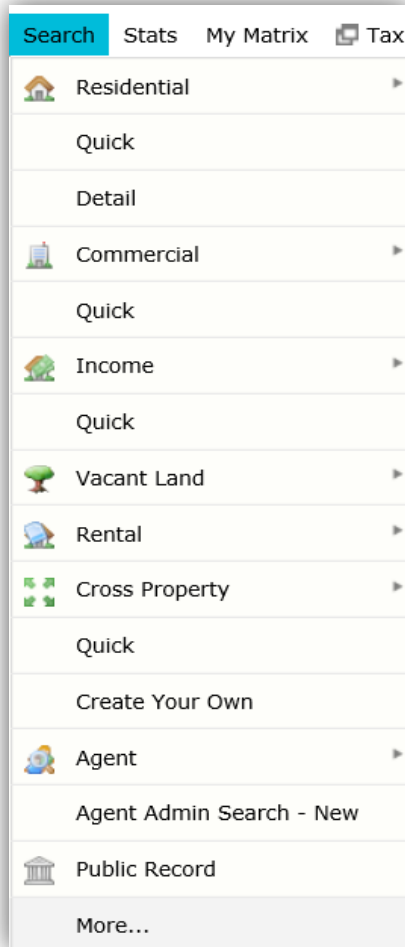 Search Stats My Matrix Tax
Residential
Quick
Detail
Commercial
Quick
Income
Quick
Vacant Land
Rental
Cross Property
Quick
Create Your Own
Agent
Agent Admin Search - New
Public Record
More...